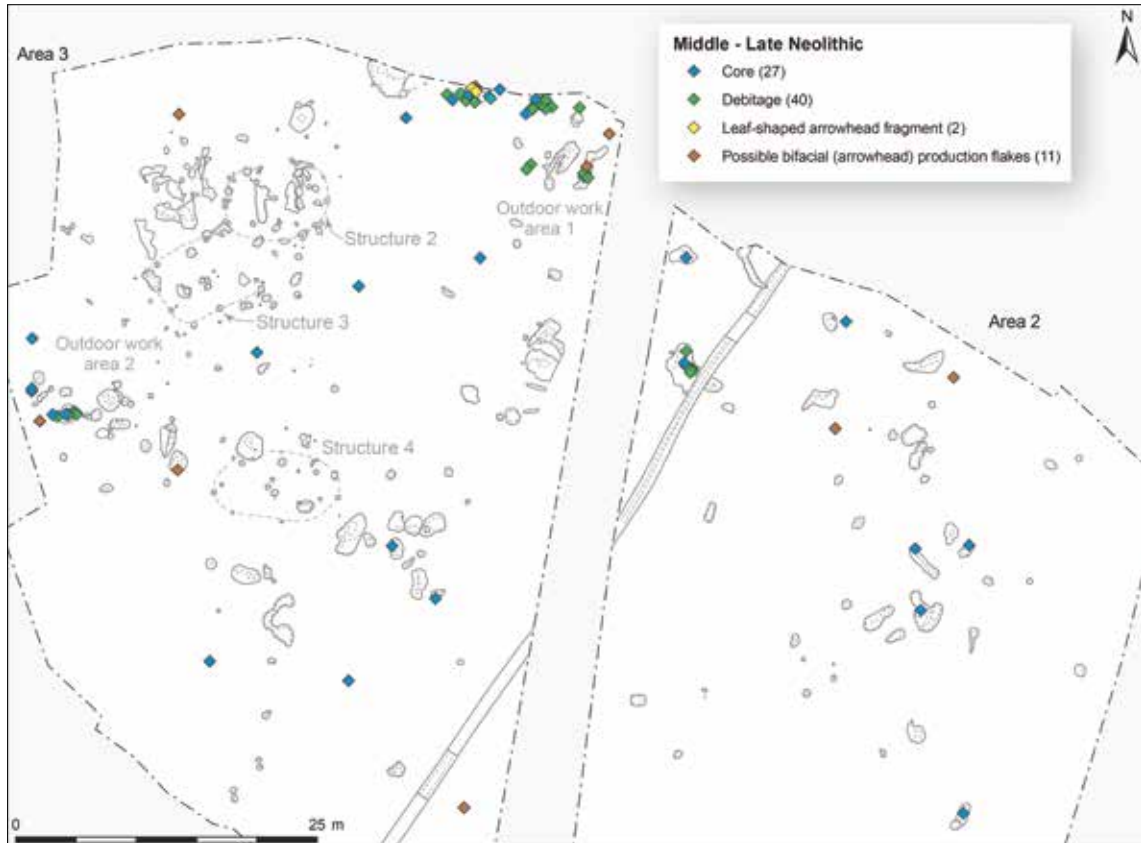 Area 3
N
Middle - Late Neolithic
Core (27)
Debitage (40)
Leaf-shaped arrowhead fragment (2)
Possible bifacial (arrowhead) production flakes (11)
Outdoor work
area 1
Structure 2
Structure 3
Area 2
Outdoor work
area 2
Structure 4
0
25 m